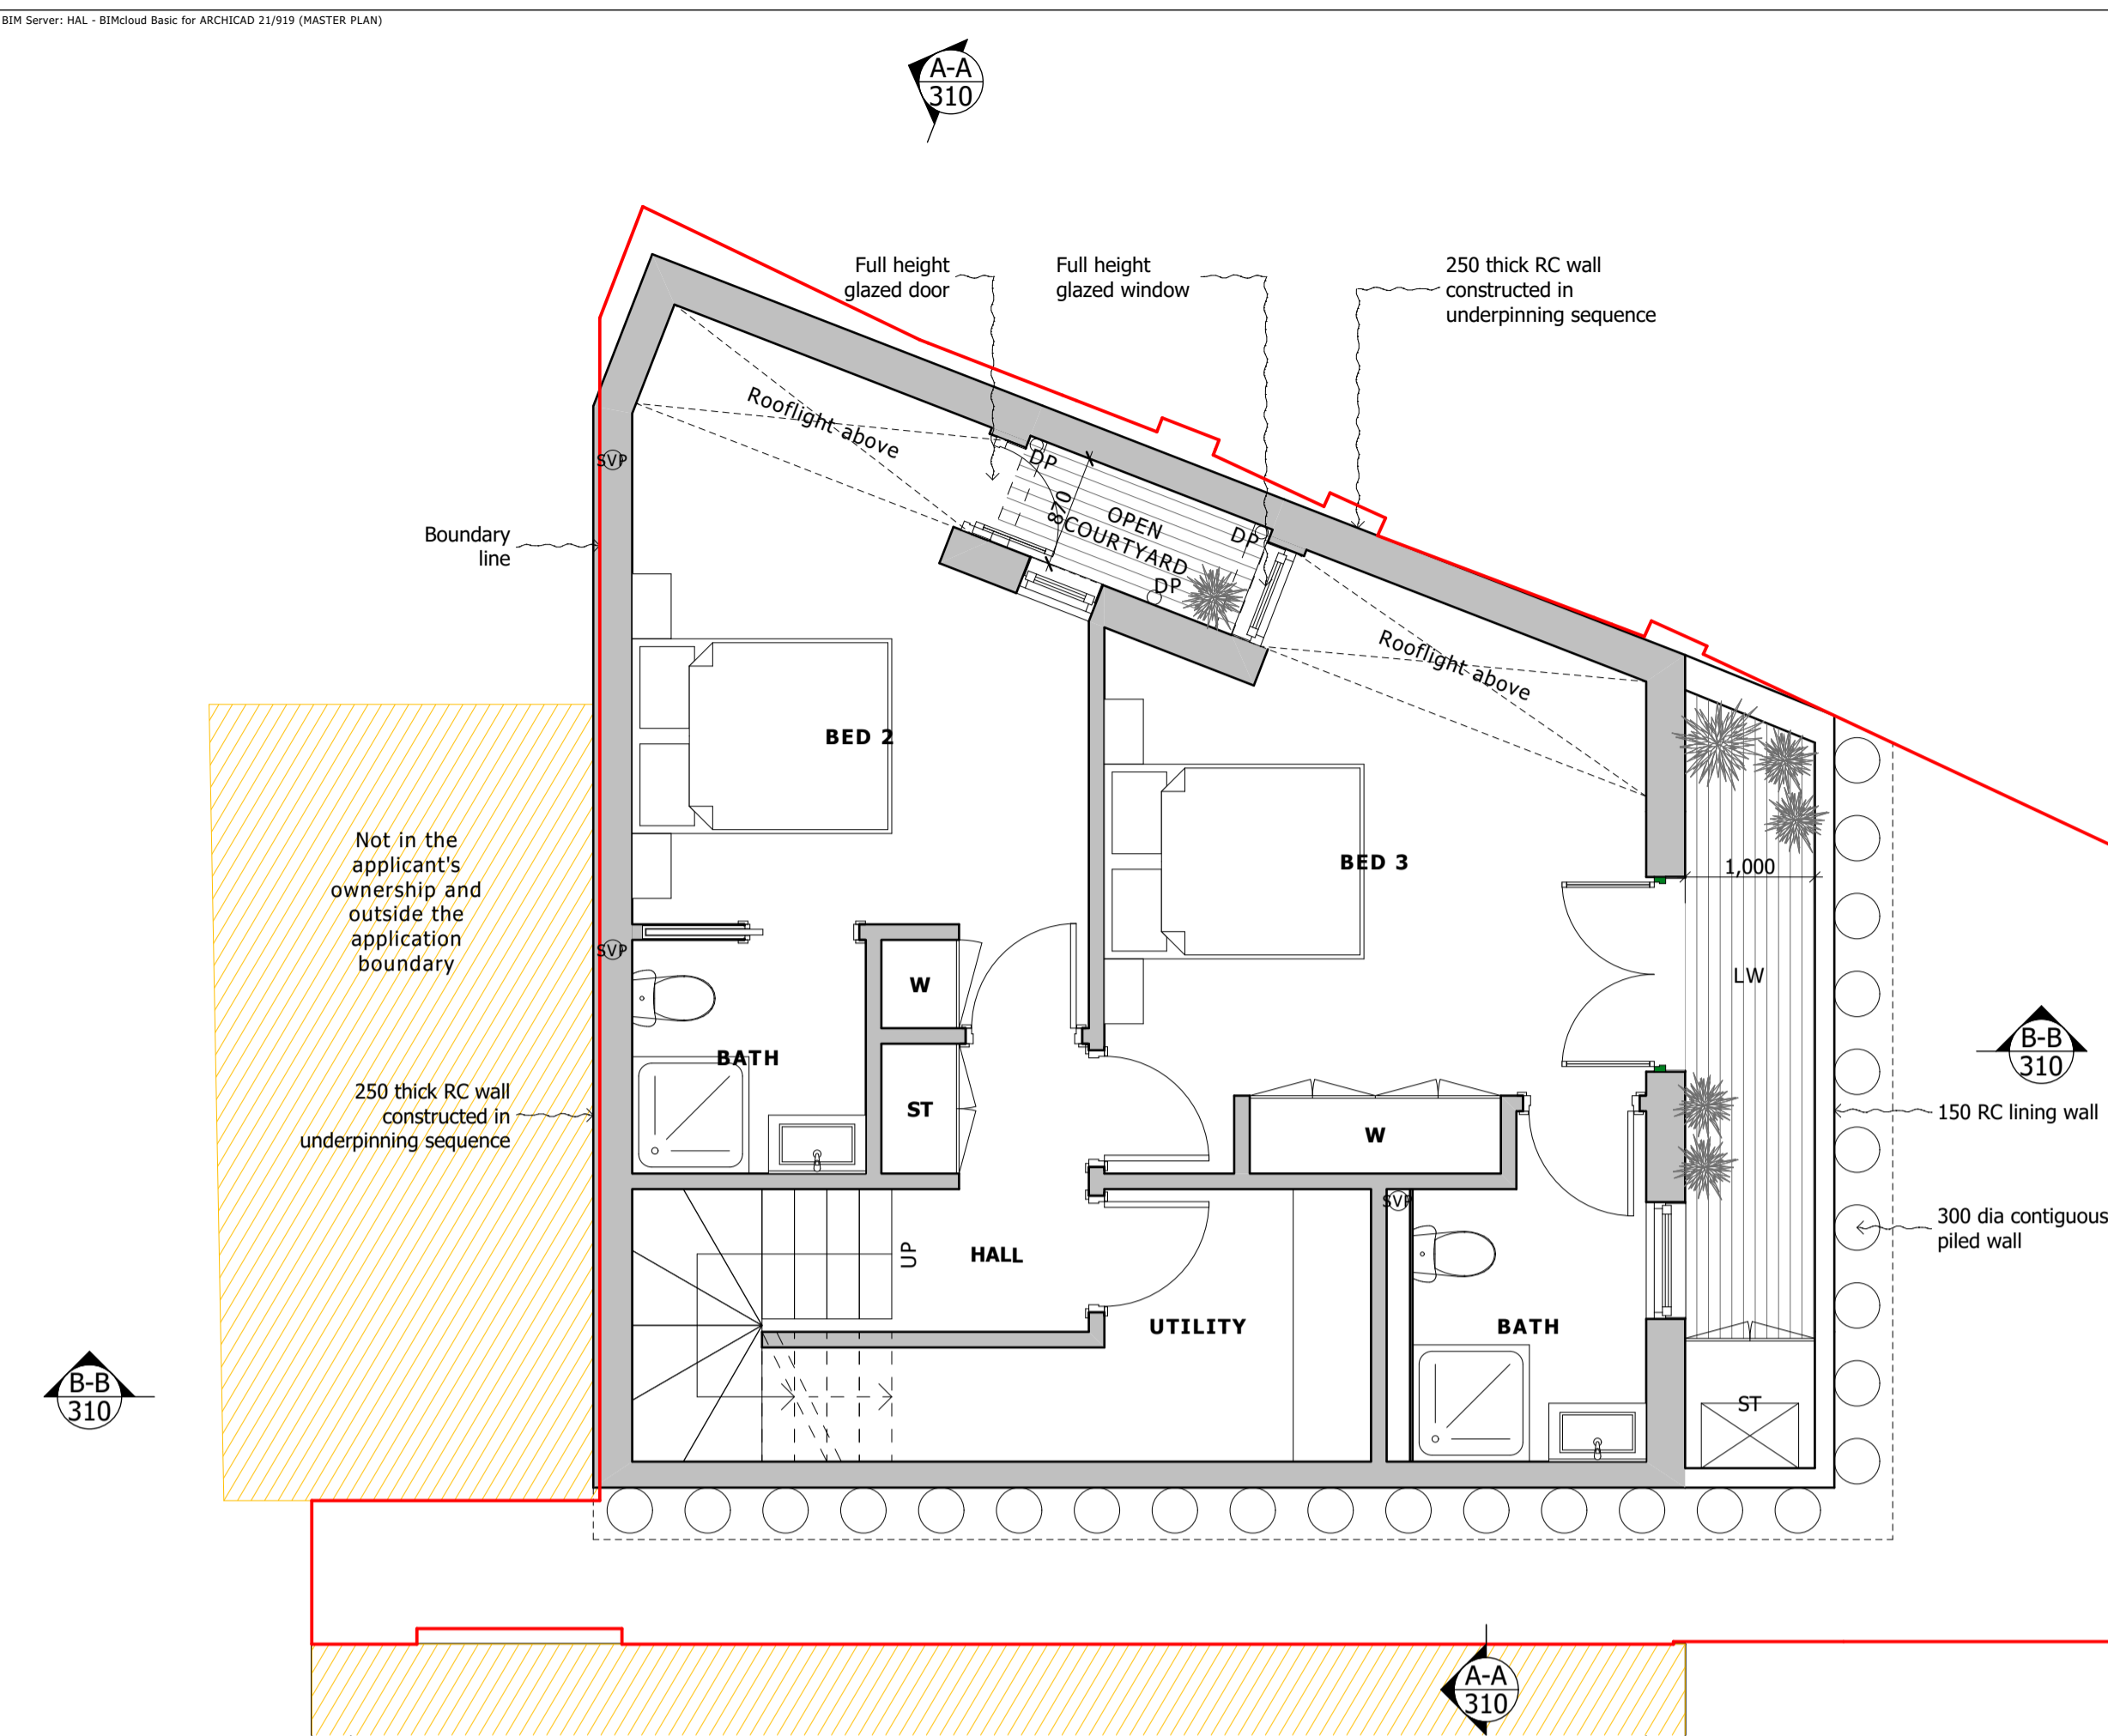 BIM Server: HAL - BIMcloud Basic for ARCHICAD 21/919 (MASTER PLAN)
A-A
310
Full height
glazed door
Full height
glazed window
250 thick RC wall
constructed in
underpinning sequence
Rooflight above
SVP
DP
870
OPEN
COURTYARD
DP
DP
Boundary
line
Rooflight above
BED 2
BED 3
Not in the
applicant's
ownership and
outside the
application
boundary
1,000
SVP
W
LW
BATH
B-B
310
250 thick RC wall
constructed in
underpinning sequence
ST
W
150 RC lining wall
SVP
300 dia contiguous
piled wall
UP
HALL
UTILITY
BATH
B-B
310
ST
A-A
310